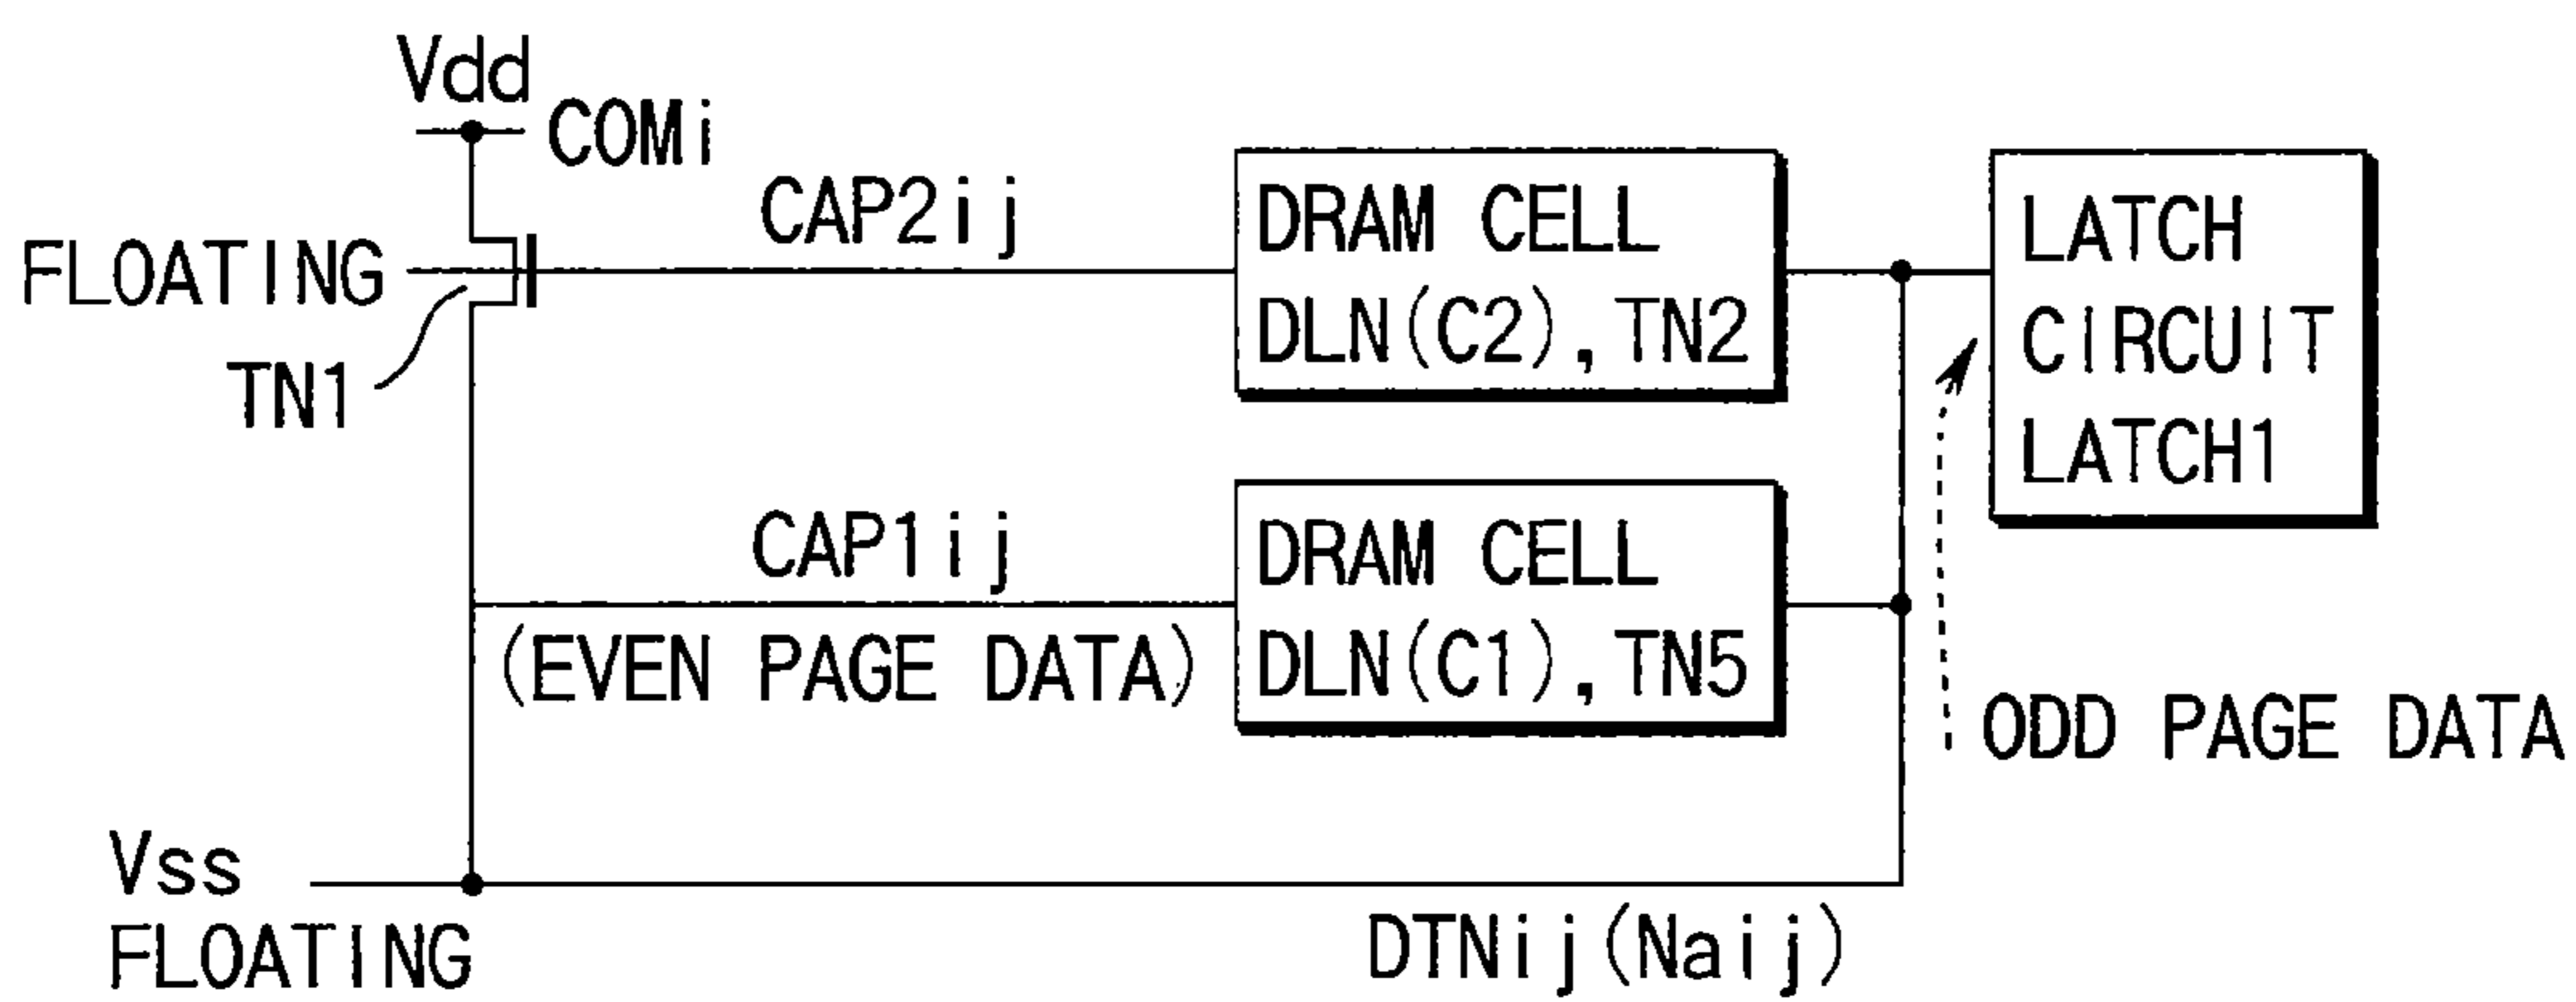 Vdd
COMi
CAP2ij
FLOATING
TN1
DRAM CELL
DLN(C2),TN2
LATCH
CIRCUIT
LATCH1
CAP1ij
(EVEN PAGE DATA)
DRAM CELL
DLN(C1),TN5
ODD PAGE DATA
Vss
FLOATING
DTNij(Naij)